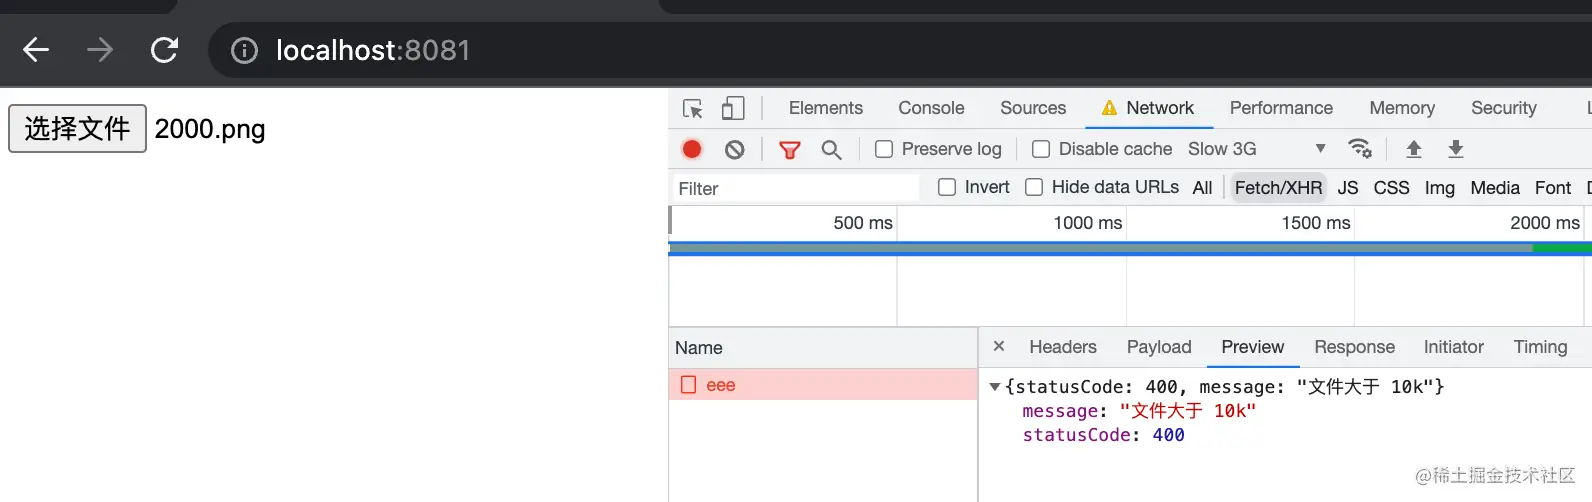 localhost:8081
选择文件 2000.png
Elements Console Sources Network Performance Memory Security
Preserve log Disable cache Slow 3G
Filter Invert Hide data URLs All Fetch/XHR JS CSS Img Media Font
500 ms 1000 ms 1500 ms 2000 ms
Name Headers Payload Preview Response Initiator Timing
eee
{statusCode: 400, message: "文件大于 10k"}
message: "文件大于 10k"
statusCode: 400
@稀土掘金技术社区